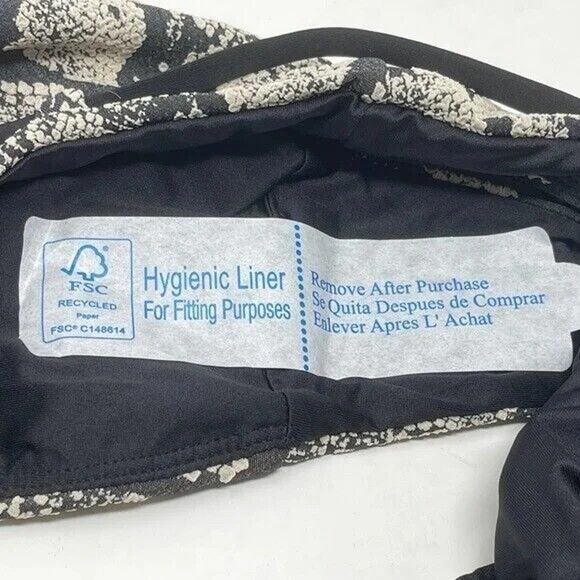 FSC
RECYCLED
Paper
FSC® C148614
Hygienic Liner
For Fitting Purposes
Remove After Purchase
Se Quita Despues de Comprar
Enlever Apres L' Achat